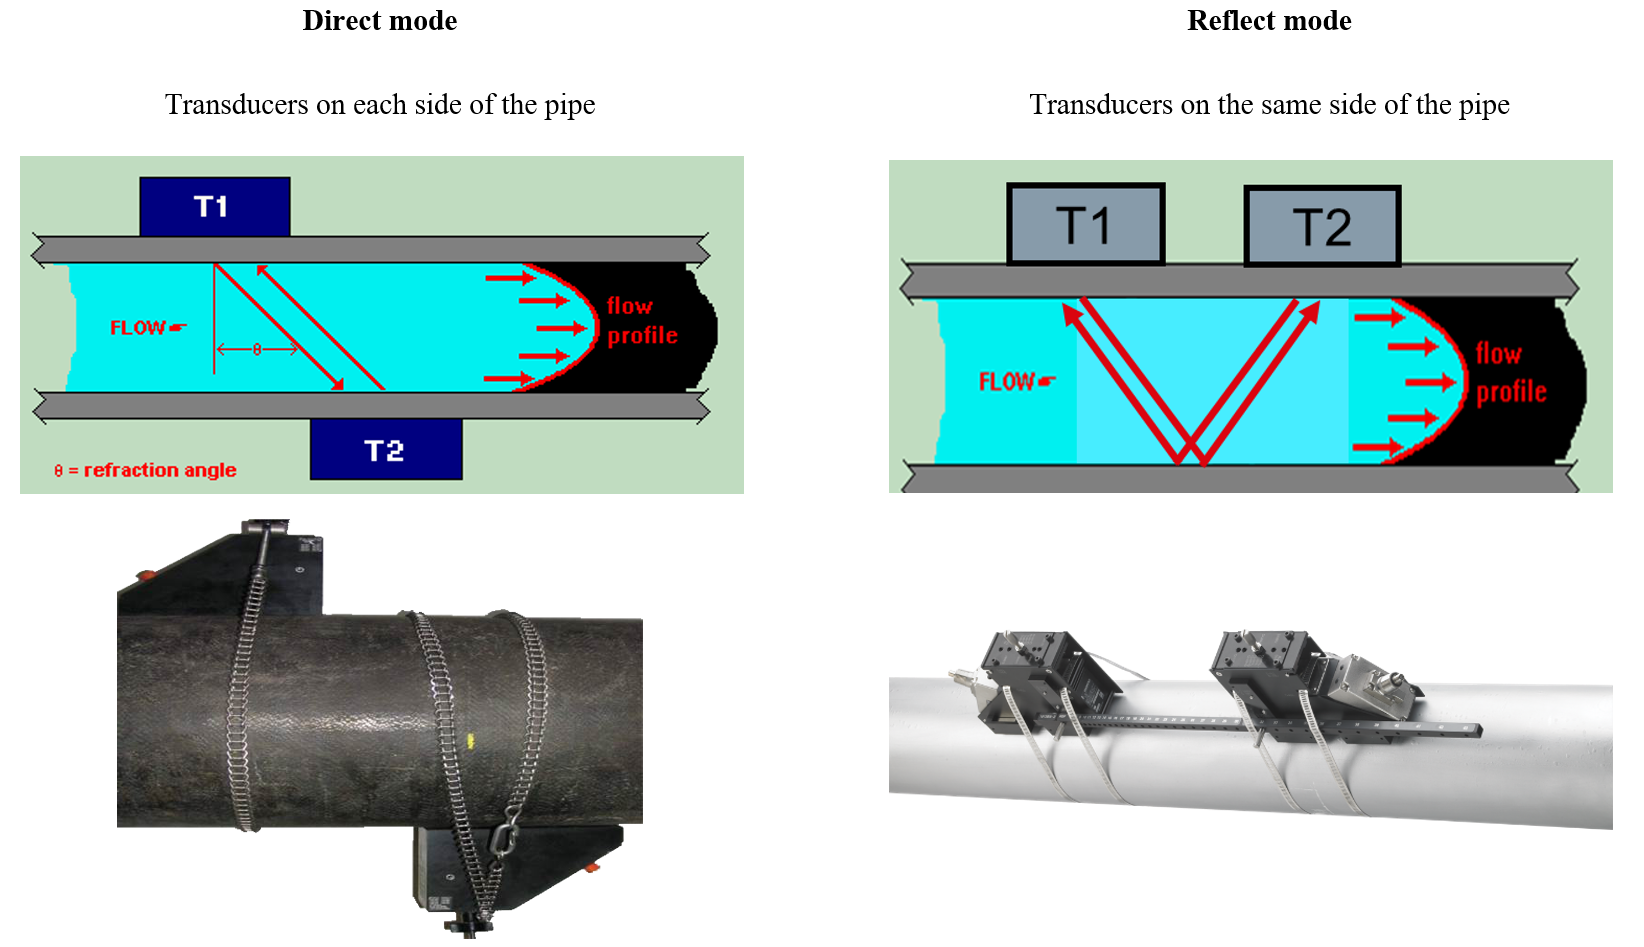 Direct mode
Reflect mode
Transducers on each side of the pipe
Transducers on the same side of the pipe
T1
FLOW
θ
flow
profile
T2
θ = refraction angle
T1
T2
FLOW
flow
profile